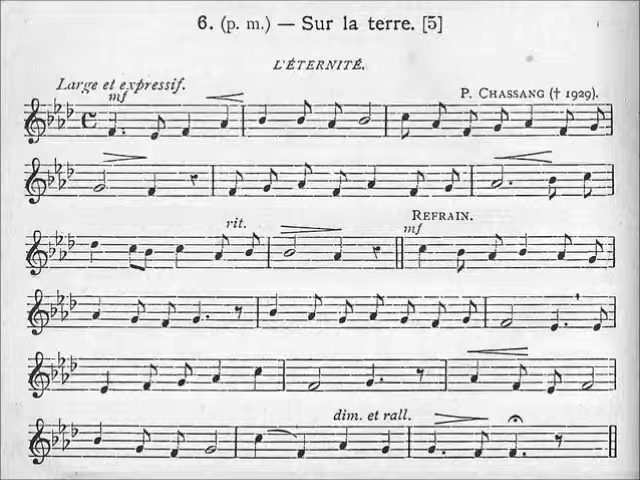 6. (p. m.) — Sur la terre. [5]
L'ÉTERNITÉ.
Large et expressif.
P. CHASSANG († 1929).
mf
rit.
REFRAIN.
mf
dim. et rall.